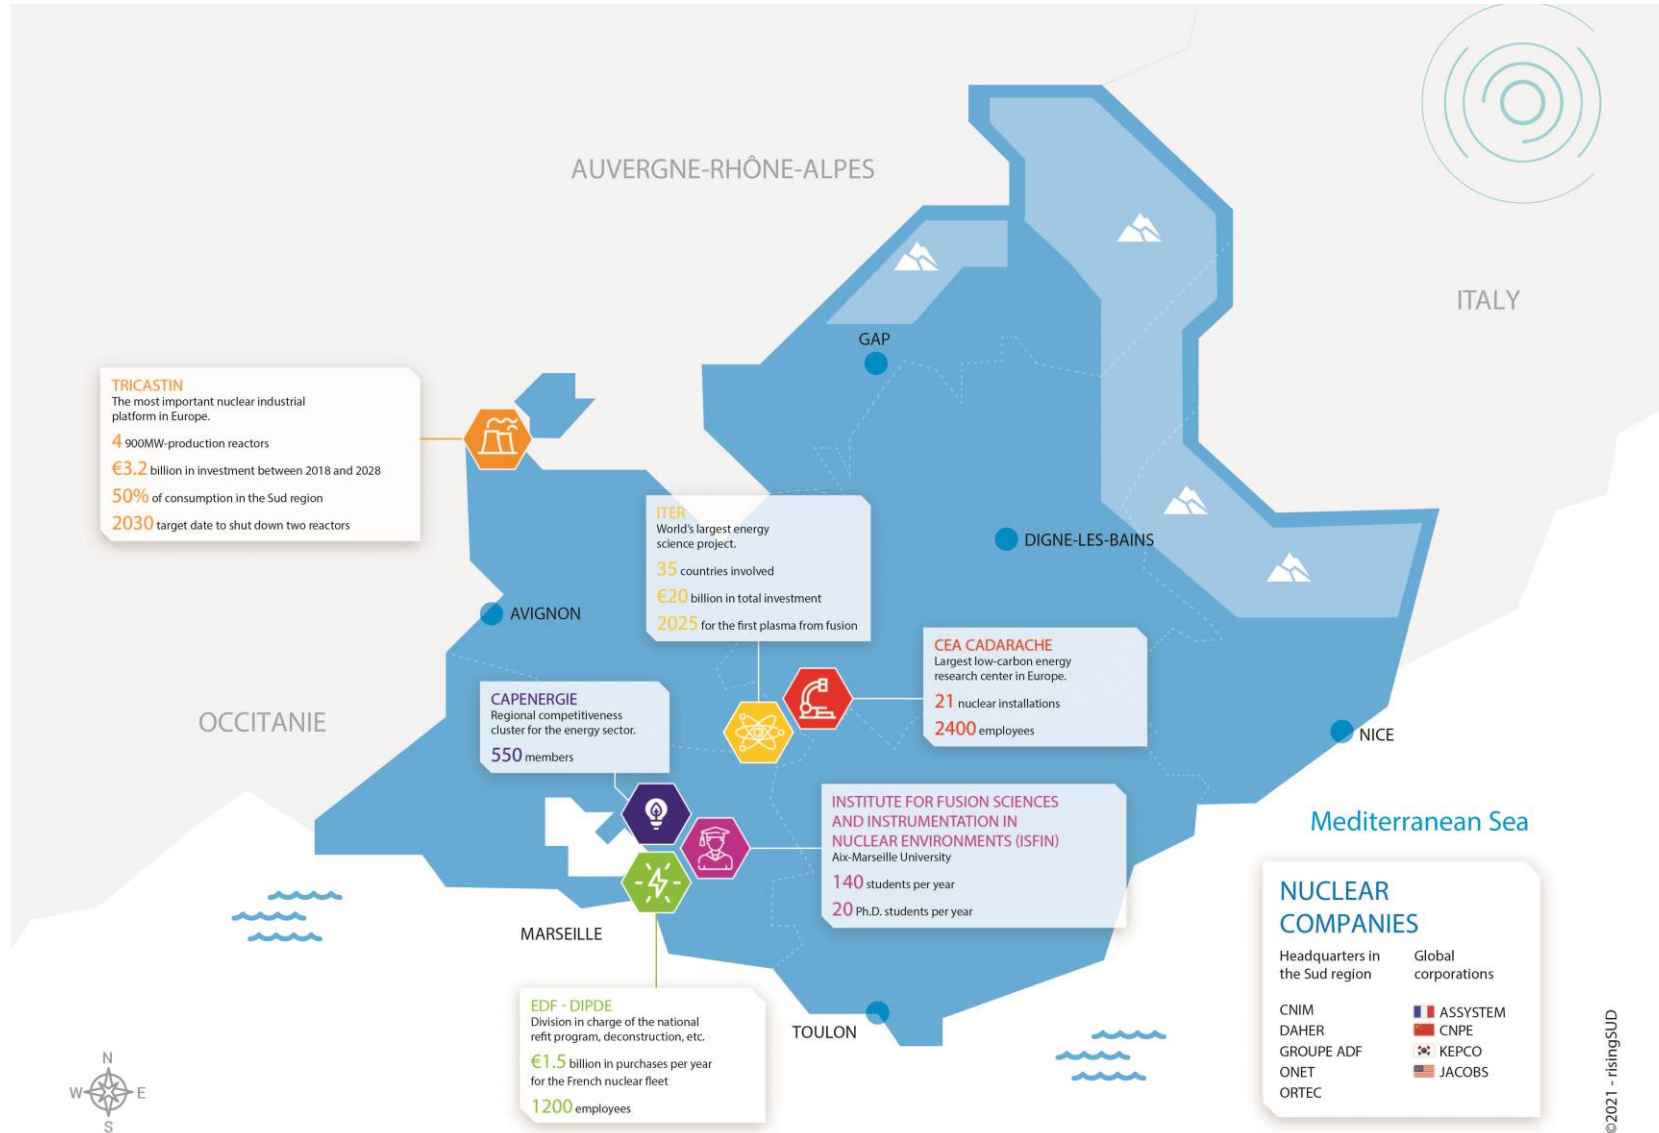 AUVERGNE-RHÔNE-ALPES
ITALY
GAP
TRICASTIN
The most important nuclear industrial
platform in Europe.
4 900MW-production reactors
€3.2 billion in investment between 2018 and 2028
50% of consumption in the Sud region
2030 target date to shut down two reactors
ITER
World's largest energy
science project.
35 countries involved
€20 billion in total investment
2025 for the first plasma from fusion
DIGNE-LES-BAINS
AVIGNON
CEA CADARACHE
Largest low-carbon energy
research center in Europe.
21 nuclear installations
2400 employees
OCCITANIE
CAPENERGIE
Regional competitiveness
cluster for the energy sector.
550 members
NICE
INSTITUTE FOR FUSION SCIENCES
AND INSTRUMENTATION IN
NUCLEAR ENVIRONMENTS (ISFIN)
Aix-Marseille University
140 students per year
20 Ph.D. students per year
Mediterranean Sea
MARSEILLE
EDF - DIPDE
Division in charge of the national
refit program, deconstruction, etc.
€1.5 billion in purchases per year
for the French nuclear fleet
1200 employees
TOULON
NUCLEAR
COMPANIES
Headquarters in
the Sud region
CNIM
DAHER
GROUPE ADF
ONET
ORTEC
Global
corporations
ASSYSTEM
CNPE
KEPCO
JACOBS
N
W E
S
©2021 - risingSUD